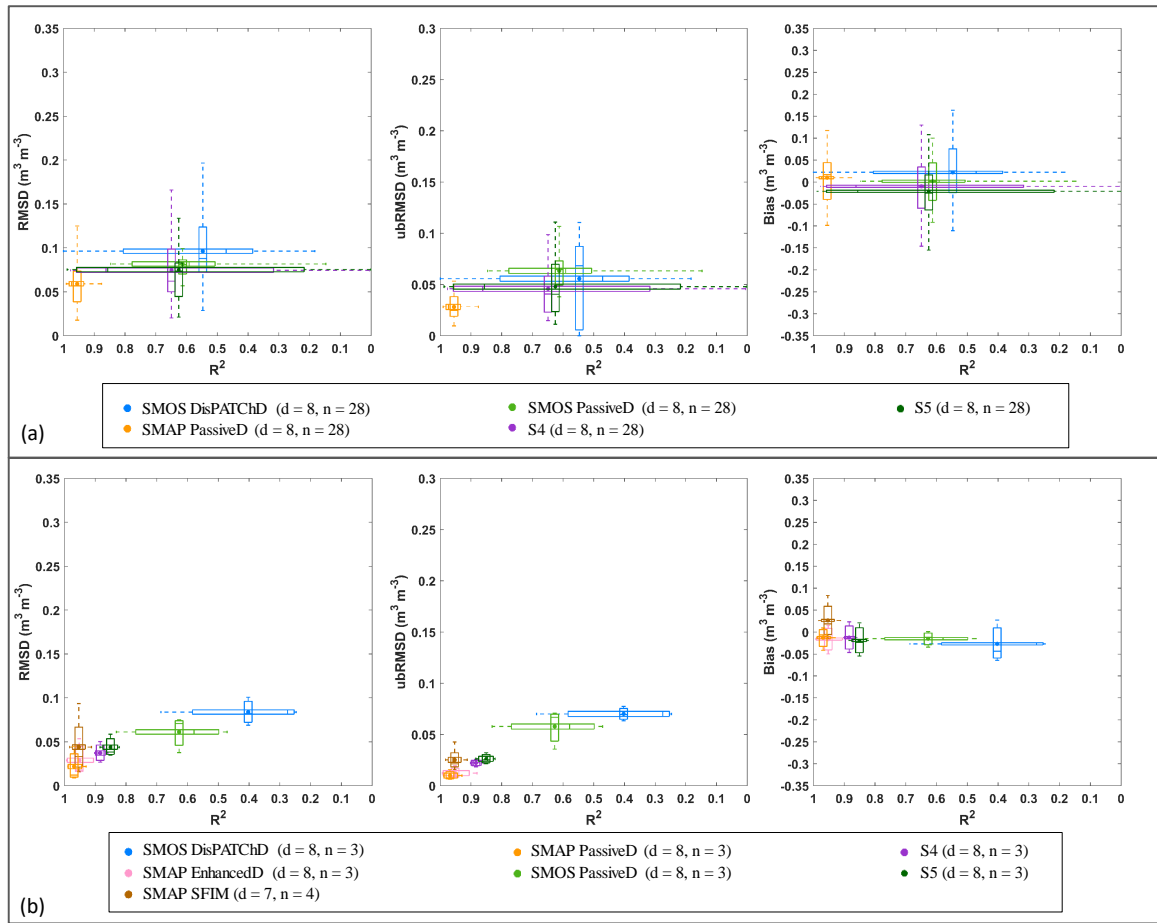 0.35 0.3 0.35
0.3 0.25 0.3
0.25
0.25 0.2
0.2 0.15
0.2 0.1
0.15 0.05
0
0.15 -0.05
0.1 -0.1
0.1 -0.15
0.05 -0.2
0.05 -0.25
-0.3
0 0 -0.35
RMSD (m³ m⁻³)
ubRMSD (m³ m⁻³)
Bias (m³ m⁻³)
1 0.9 0.8 0.7 0.6 0.5 0.4 0.3 0.2 0.1 0 1 0.9 0.8 0.7 0.6 0.5 0.4 0.3 0.2 0.1 0 1 0.9 0.8 0.7 0.6 0.5 0.4 0.3 0.2 0.1 0
R² R² R²
SMOS DisPATChD (d = 8, n = 28) SMOS PassiveD (d = 8, n = 28) S5 (d = 8, n = 28)
SMAP PassiveD (d = 8, n = 28) S4 (d = 8, n = 28)
(a)
0.35 0.3 0.35
0.3 0.25 0.3
0.25
0.25 0.2
0.2 0.15
0.2 0.1
0.15 0.05
0
0.15 -0.05
0.1 -0.1
0.1 -0.15
0.05 -0.2
0.05 -0.25
-0.3
0 0 -0.35
RMSD (m³ m⁻³)
ubRMSD (m³ m⁻³)
Bias (m³ m⁻³)
1 0.9 0.8 0.7 0.6 0.5 0.4 0.3 0.2 0.1 0 1 0.9 0.8 0.7 0.6 0.5 0.4 0.3 0.2 0.1 0 1 0.9 0.8 0.7 0.6 0.5 0.4 0.3 0.2 0.1 0
R² R² R²
SMOS DisPATChD (d = 8, n = 3) SMAP PassiveD (d = 8, n = 3) S4 (d = 8, n = 3)
SMAP EnhancedD (d = 8, n = 3) SMOS PassiveD (d = 8, n = 3) S5 (d = 8, n = 3)
SMAP SFIM (d = 7, n = 4)
(b)